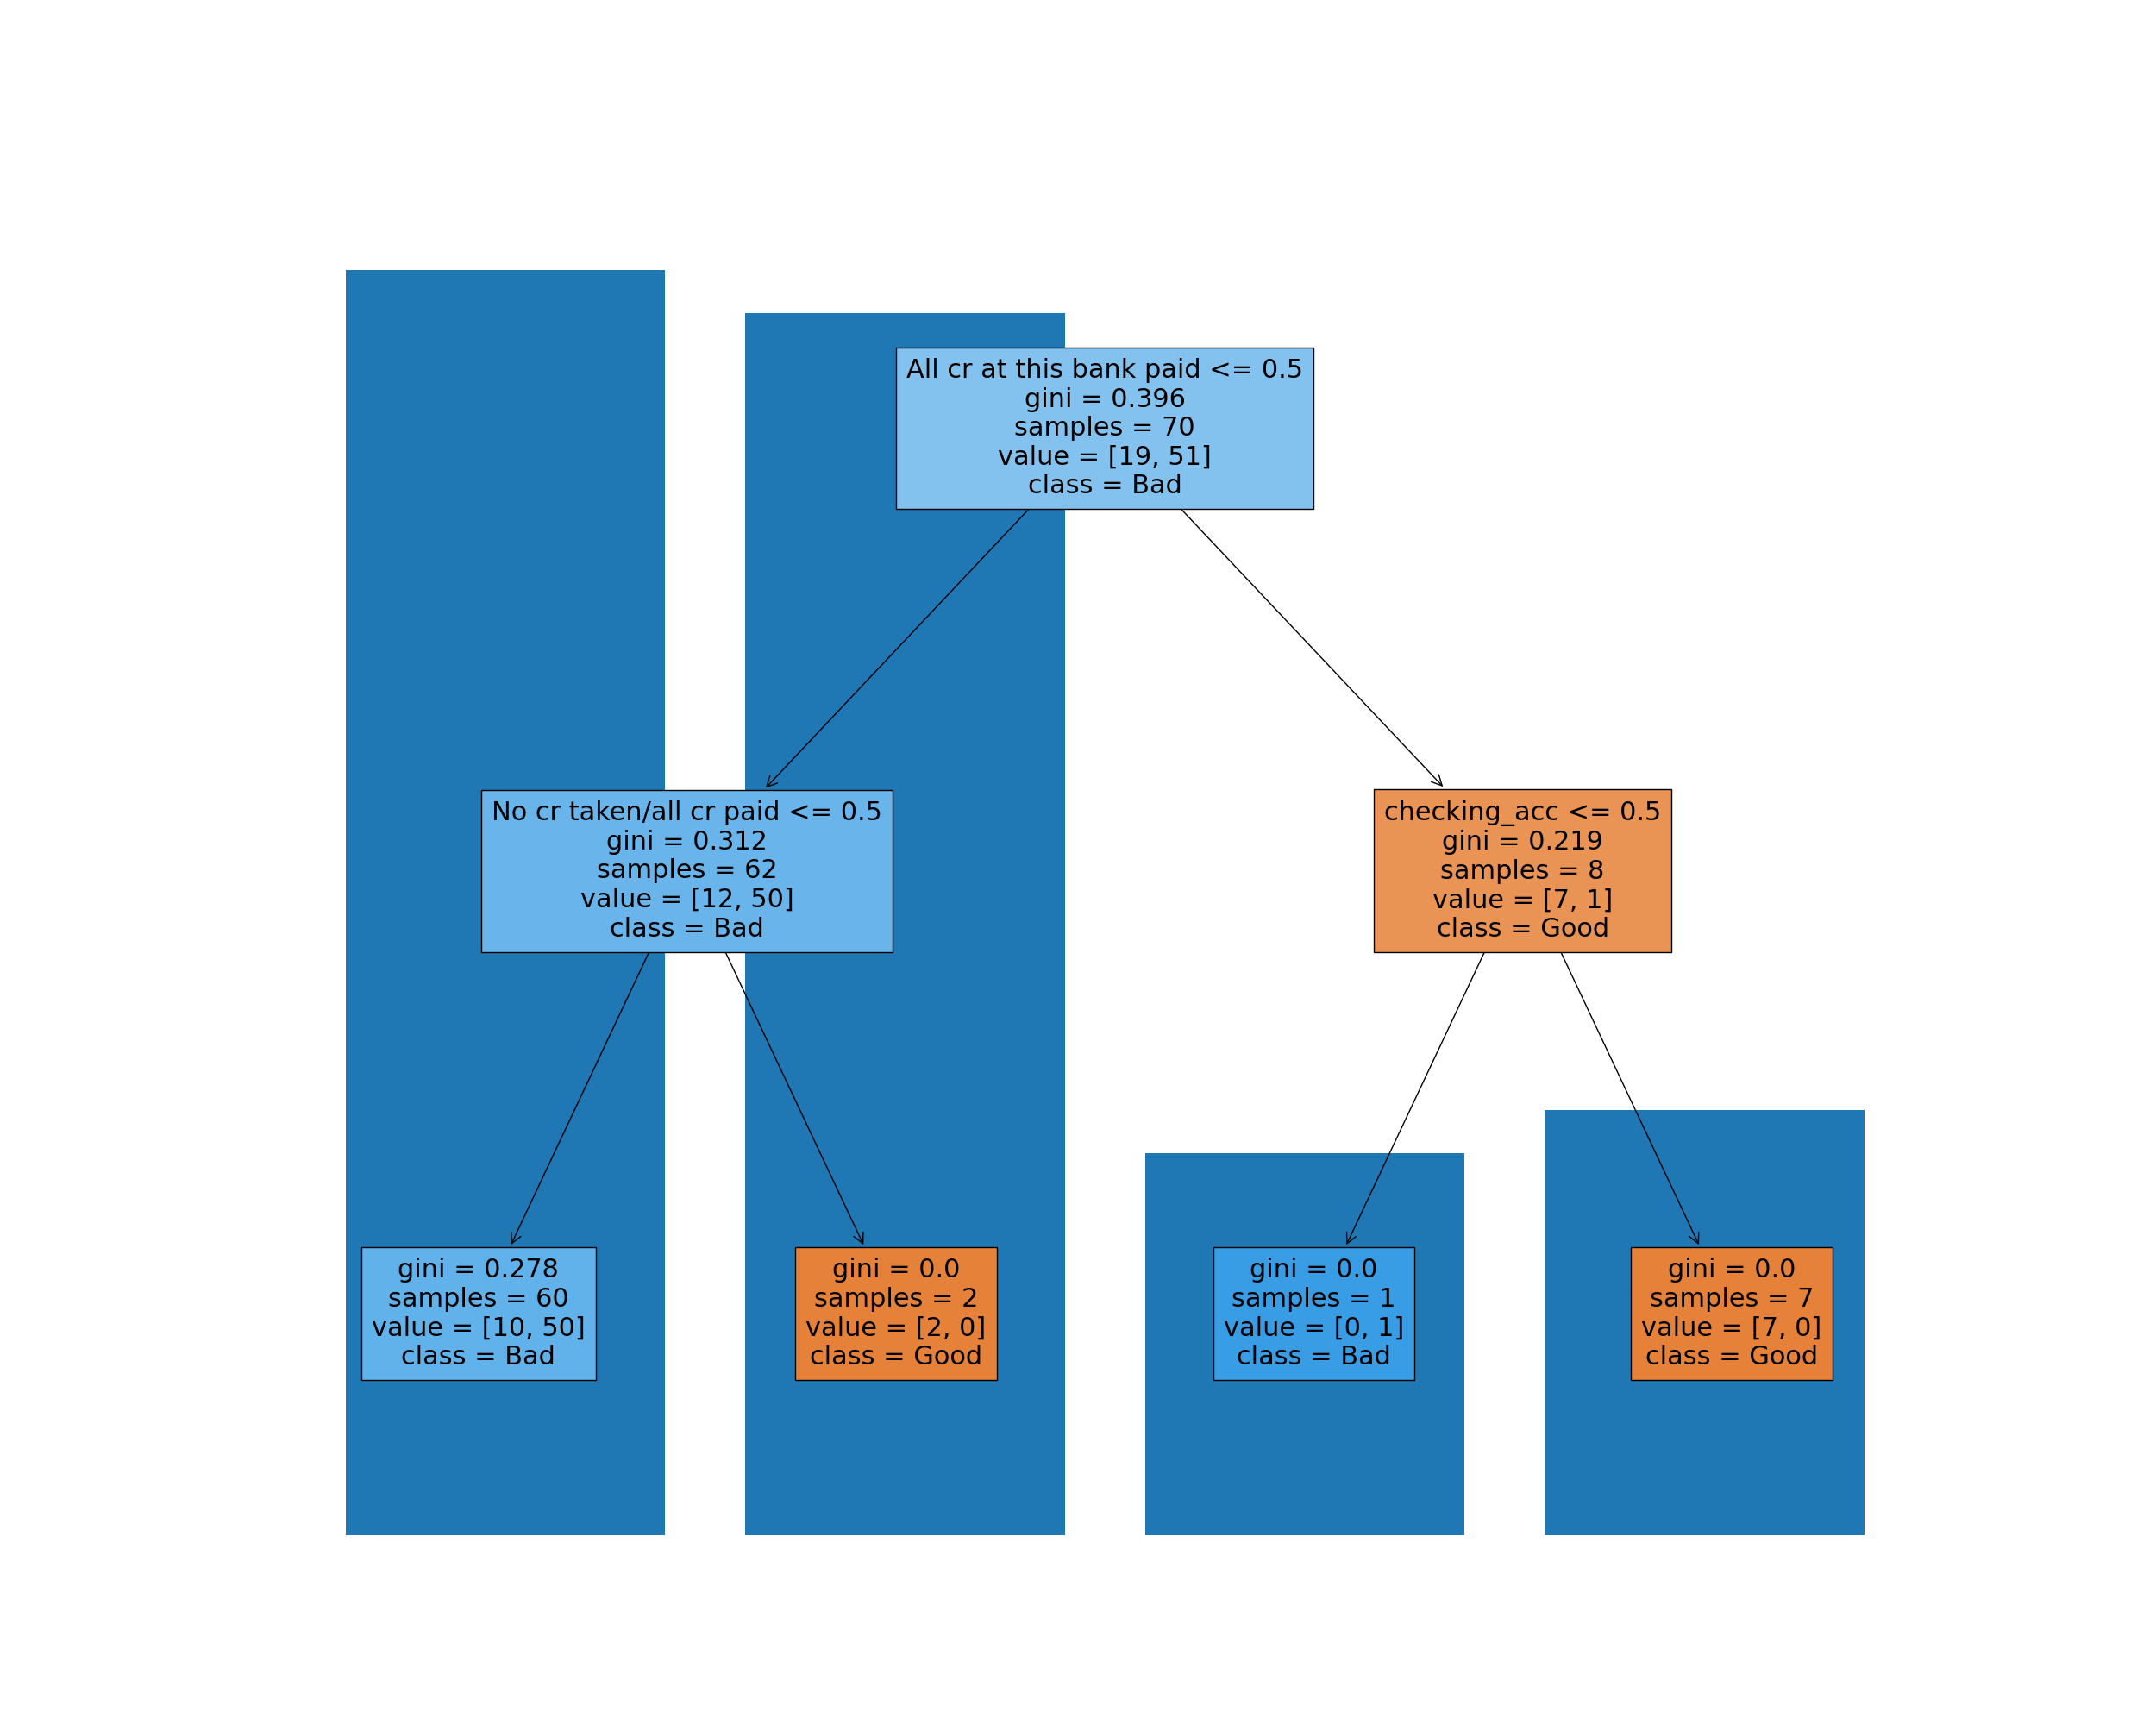 All cr at this bank paid <= 0.5
gini = 0.396
samples = 70
value = [19, 51]
class = Bad
No cr taken/all cr paid <= 0.5
gini = 0.312
samples = 62
value = [12, 50]
class = Bad
checking_acc <= 0.5
gini = 0.219
samples = 8
value = [7, 1]
class = Good
gini = 0.278
samples = 60
value = [10, 50]
class = Bad
gini = 0.0
samples = 2
value = [2, 0]
class = Good
gini = 0.0
samples = 1
value = [0, 1]
class = Bad
gini = 0.0
samples = 7
value = [7, 0]
class = Good